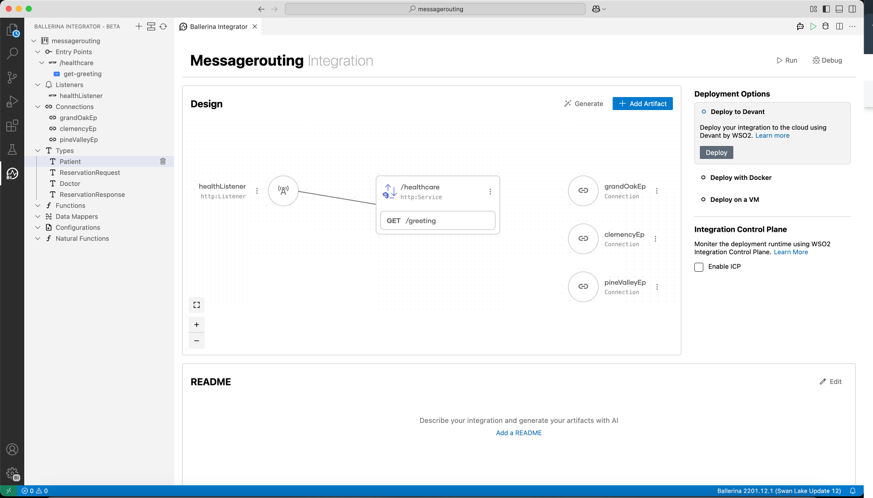 messagerouting
BALLERINA INTEGRATOR - BETA
messagerouting
Entry Points
/healthcare
get-greeting
Listeners
healthListener
Connections
grandOakEp
clemencyEp
pineValleyEp
Types
Patient
ReservationRequest
Doctor
ReservationResponse
Functions
Data Mappers
Configurations
Natural Functions
Ballerina Integrator
Messagerouting Integration
Run
Debug
Design
Generate
+ Add Artifact
healthListener
http:Listener
/healthcare
http:Service
GET /greeting
grandOakEp
Connection
clemencyEp
Connection
pineValleyEp
Connection
Deployment Options
Deploy to Devant
Deploy your integration to the cloud using
Devant by WSO2. Learn more
Deploy
Deploy with Docker
Deploy on a VM
Integration Control Plane
Moniter the deployment runtime using WSO2
Integration Control Plane. Learn More
Enable ICP
README
Edit
Describe your integration and generate your artifacts with AI
Add a README
0 0
Ballerina 2201.12.1 (Swan Lake Update 12)